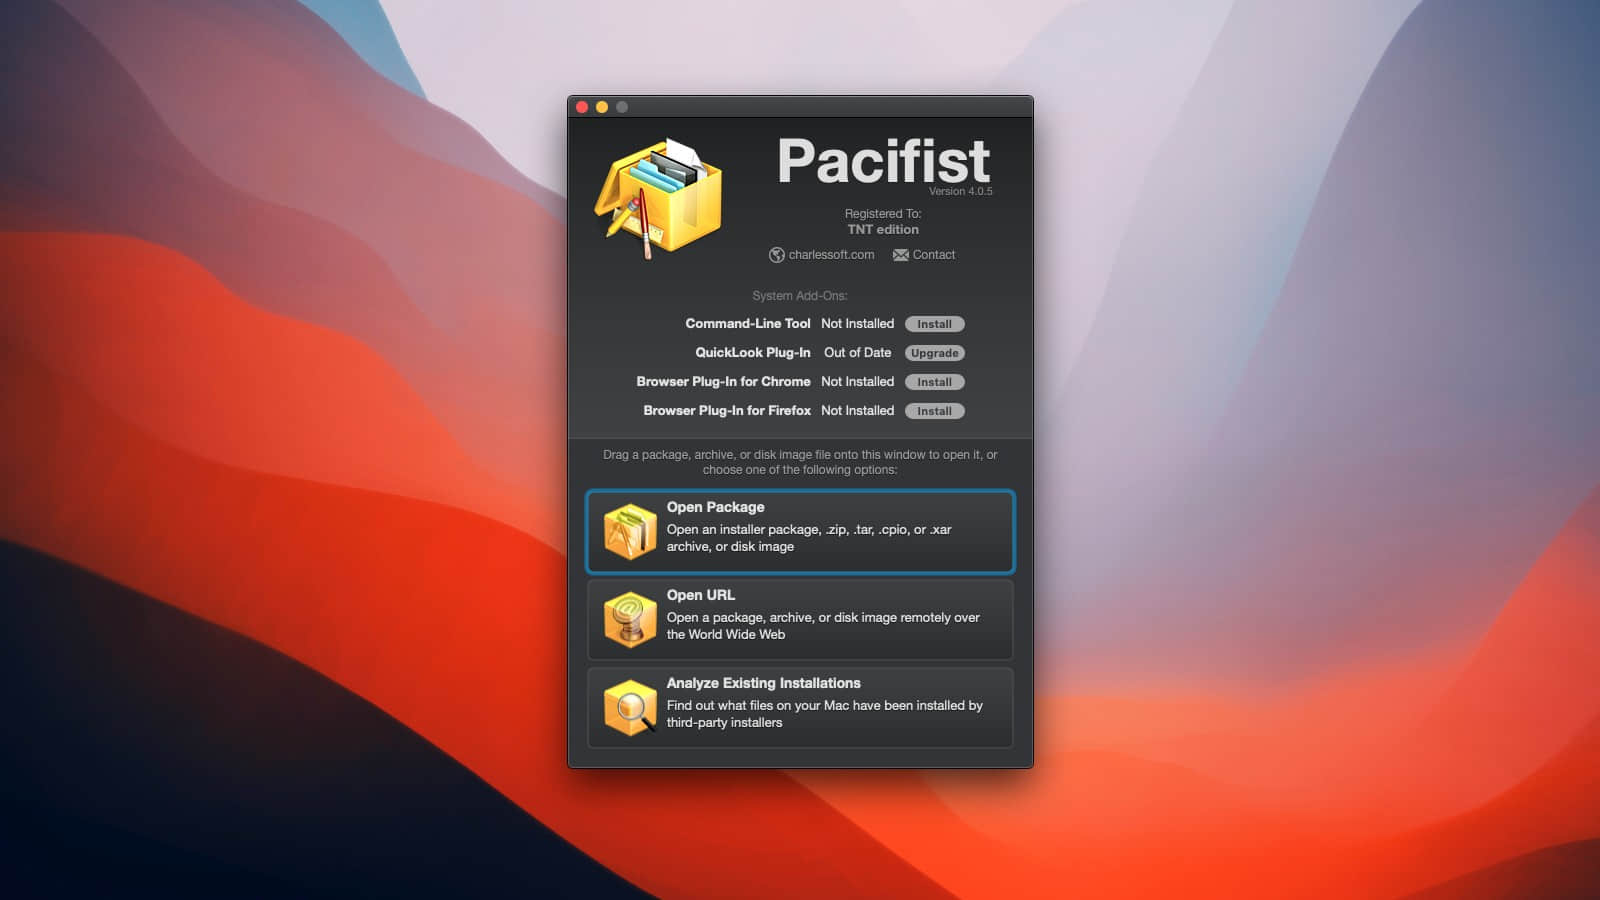 Pacifist
Version 4.0.5
Registered To:
TNT edition
charlessoft.com Contact
System Add-Ons:
Command-Line Tool Not Installed Install
QuickLook Plug-In Out of Date Upgrade
Browser Plug-In for Chrome Not Installed Install
Browser Plug-In for Firefox Not Installed Install
Drag a package, archive, or disk image file onto this window to open it, or
choose one of the following options:
Open Package
Open an installer package, .zip, .tar, .cpio, or .xar
archive, or disk image
Open URL
Open a package, archive, or disk image remotely over
the World Wide Web
Analyze Existing Installations
Find out what files on your Mac have been installed by
third-party installers